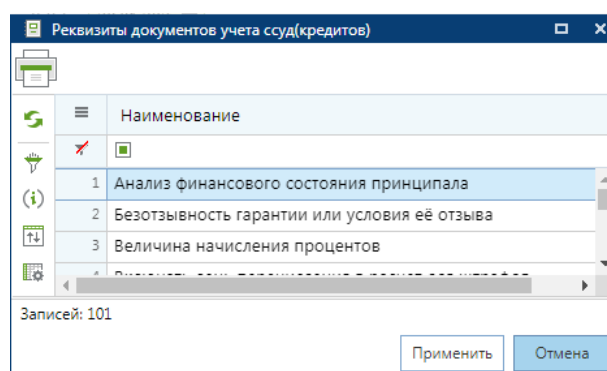 Реквизиты документов учета ссуд(кредитов)
Наименование
1 Анализ финансового состояния принципала
2 Безотзывность гарантии или условия её отзыва
3 Величина начисления процентов
Записей: 101
Применить Отмена